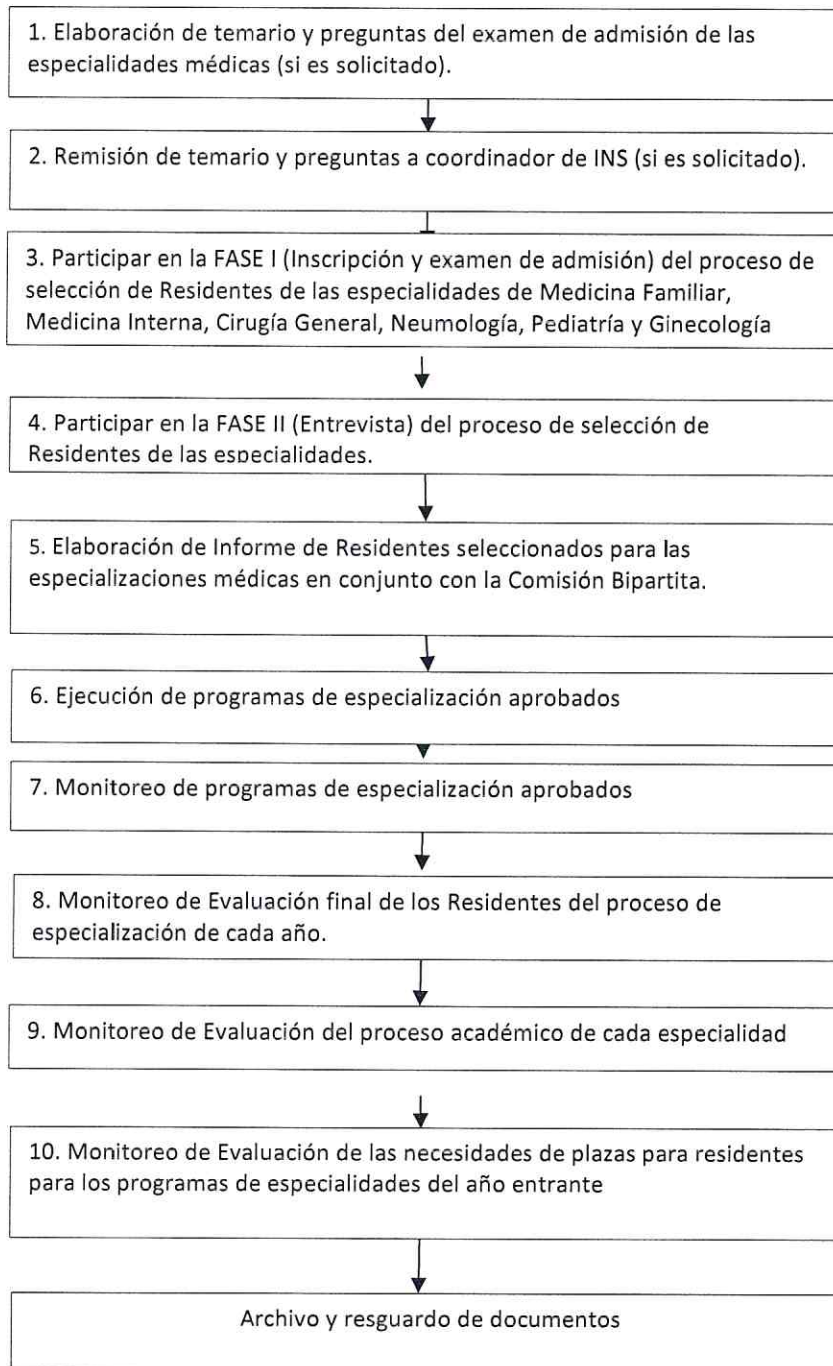 1. Elaboración de temario y preguntas del examen de admisión de las
especialidades médicas (si es solicitado).
2. Remisión de temario y preguntas a coordinador de INS (si es solicitado).
3. Participar en la FASE I (Inscripción y examen de admisión) del proceso de
selección de Residentes de las especialidades de Medicina Familiar,
Medicina Interna, Cirugía General, Neumología, Pediatría y Ginecología
4. Participar en la FASE II (Entrevista) del proceso de selección de
Residentes de las especialidades.
5. Elaboración de Informe de Residentes seleccionados para las
especializaciones médicas en conjunto con la Comisión Bipartita.
6. Ejecución de programas de especialización aprobados
7. Monitoreo de programas de especialización aprobados
8. Monitoreo de Evaluación final de los Residentes del proceso de
especialización de cada año.
9. Monitoreo de Evaluación del proceso académico de cada especialidad
10. Monitoreo de Evaluación de las necesidades de plazas para residentes
para los programas de especialidades del año entrante
Archivo y resguardo de documentos